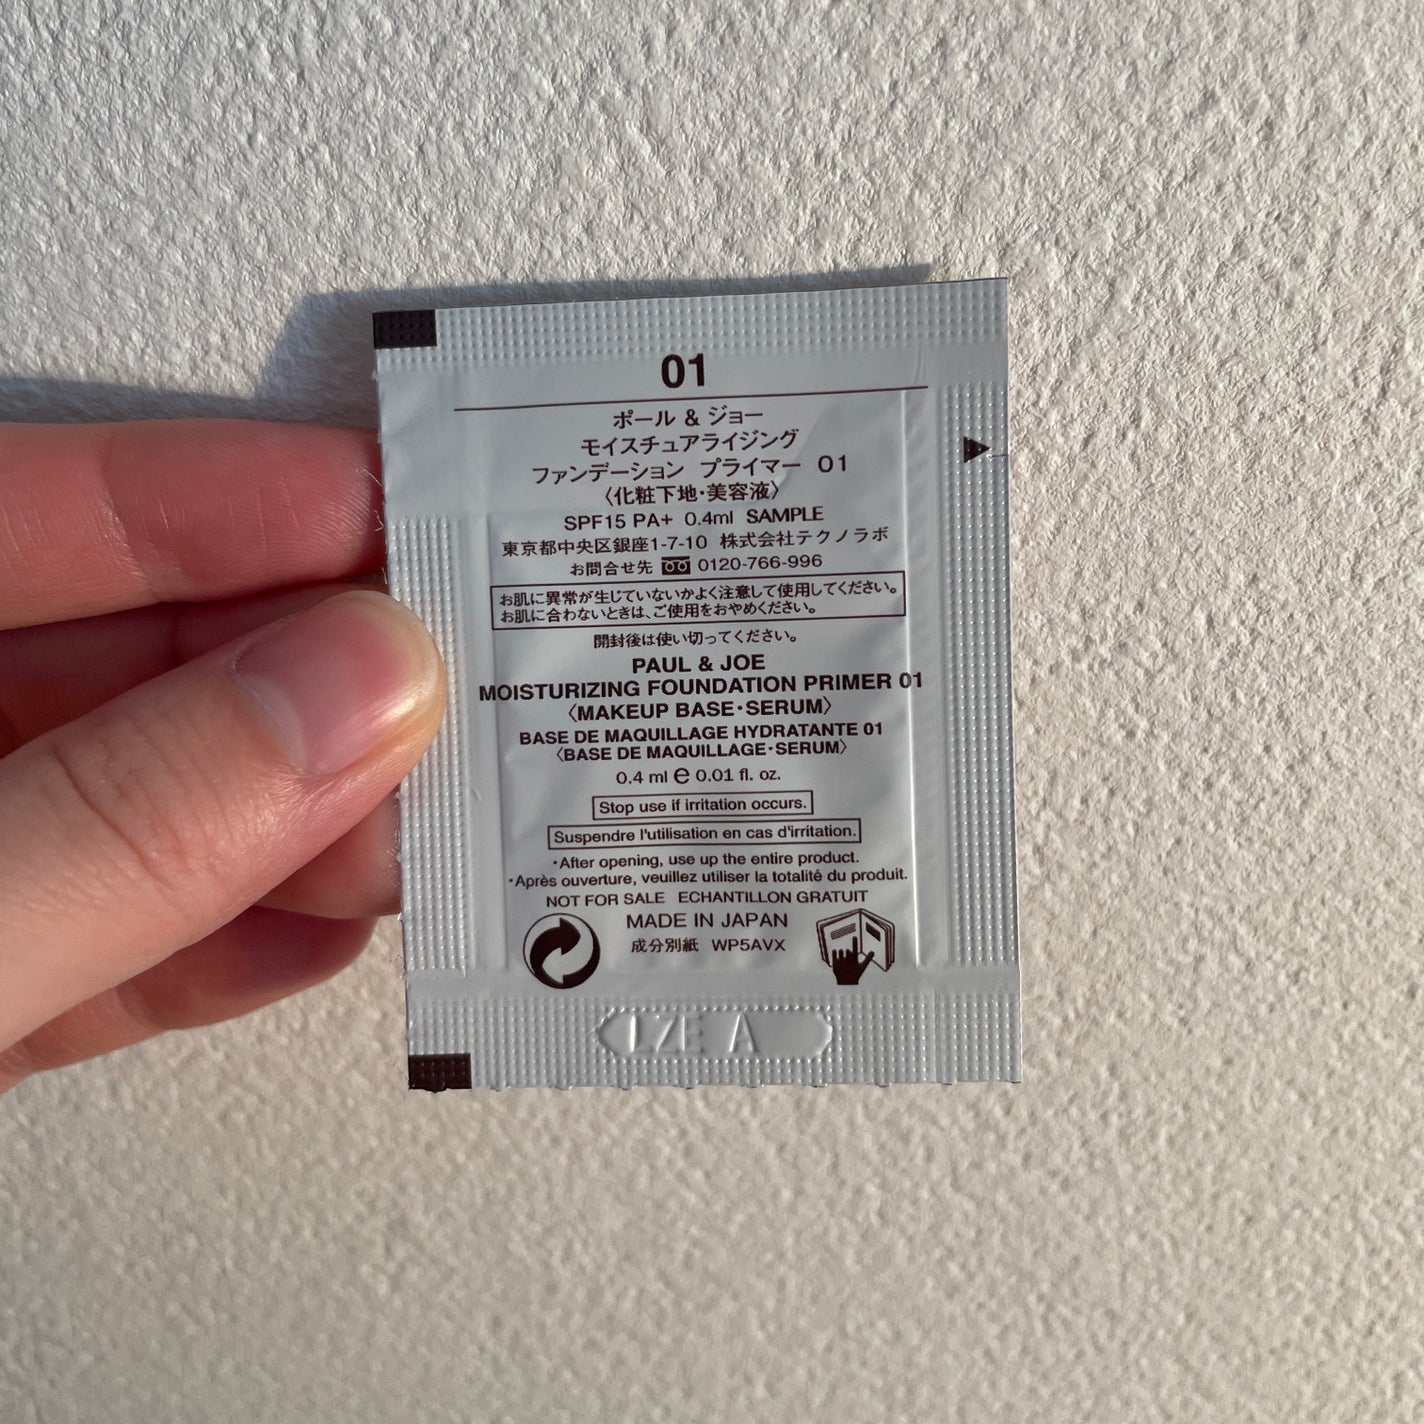 01
ポール & ジョー
モイスチュアライジング
ファンデーション プライマー 01
〈化粧下地・美容液〉
SPF15 PA+ 0.4ml SAMPLE
東京都中央区銀座1-7-10 株式会社テクノラボ
お問合せ先 0120-766-996
お肌に異常が生じていないかよく注意して使用してください。
お肌に合わないときは、ご使用をおやめください。
開封後は使い切ってください。
PAUL & JOE
MOISTURIZING FOUNDATION PRIMER 01
〈MAKEUP BASE・SERUM〉
BASE DE MAQUILLAGE HYDRATANTE 01
〈BASE DE MAQUILLAGE・SERUM〉
0.4 ml e 0.01 fl. oz.
Stop use if irritation occurs.
Suspendre l'utilisation en cas d'irritation.
・After opening, use up the entire product.
・Après ouverture, veuillez utiliser la totalité du produit.
NOT FOR SALE ECHANTILLON GRATUIT
MADE IN JAPAN
成分別紙 WP5AVX